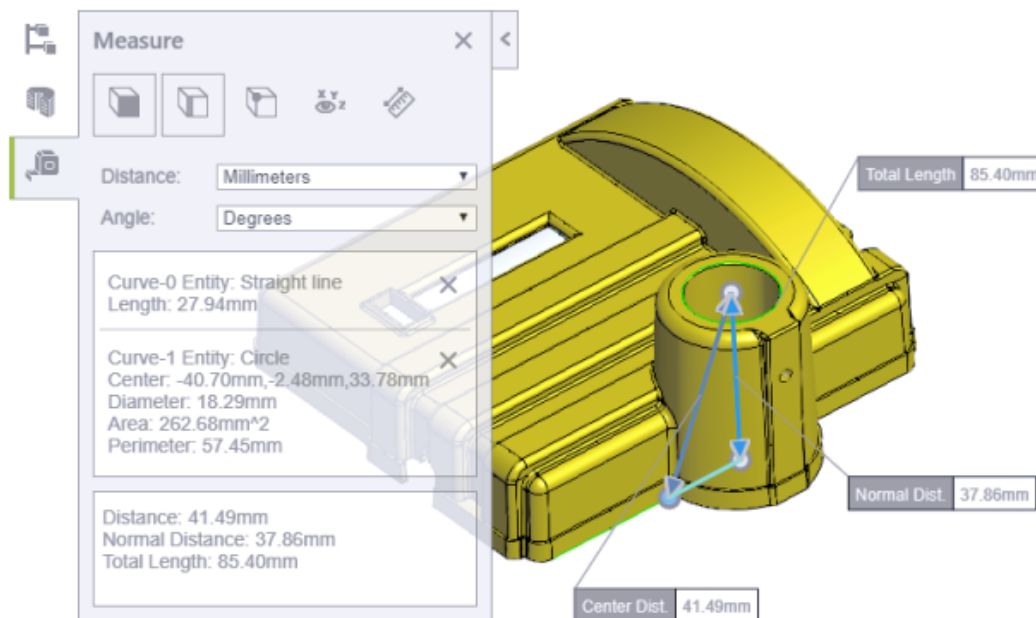 Measure
X Y
Z
Distance:
Millimeters
Angle:
Degrees
Curve-0 Entity: Straight line
Length: 27.94mm
Curve-1 Entity: Circle
Center: -40.70mm,-2.48mm,33.78mm
Diameter: 18.29mm
Area: 262.68mm^2
Perimeter: 57.45mm
Distance: 41.49mm
Normal Distance: 37.86mm
Total Length: 85.40mm
Total Length 85.40mm
Normal Dist. 37.86mm
Center Dist. 41.49mm